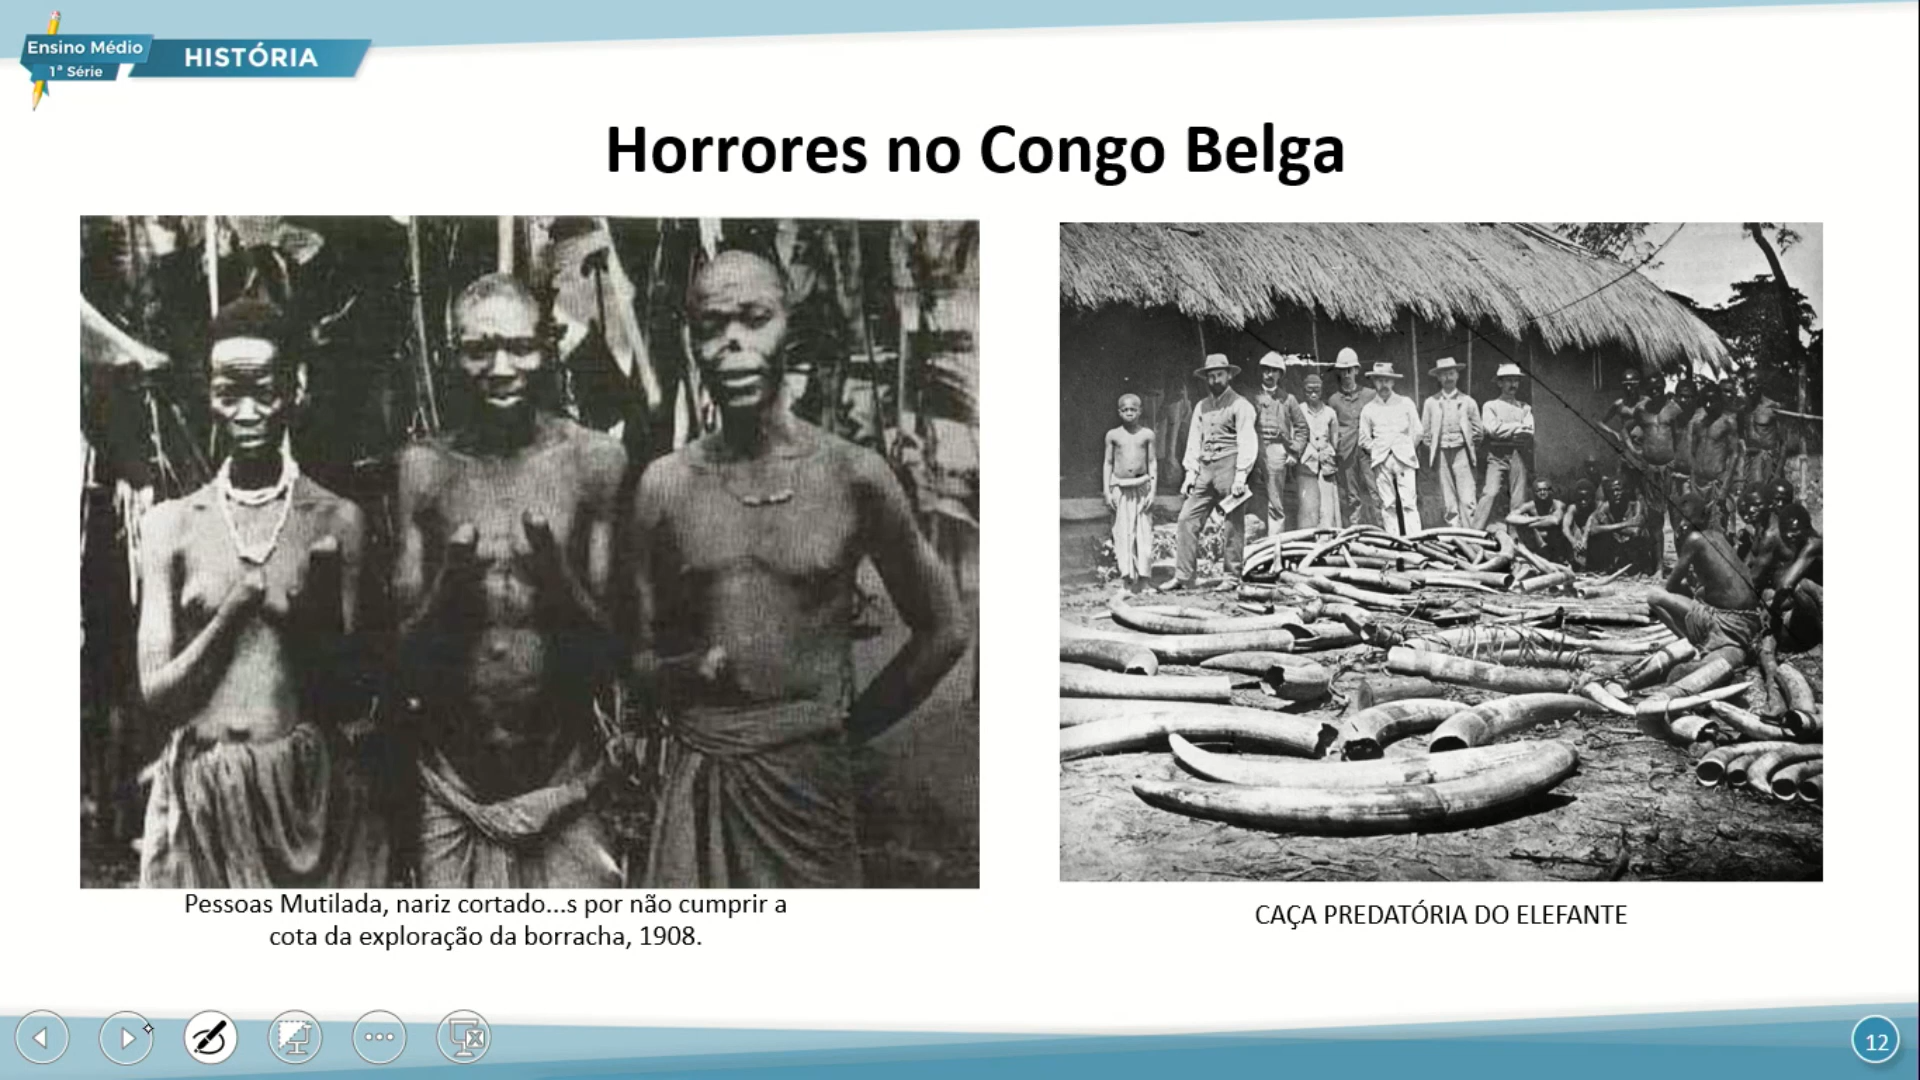 Ensino Médio
1ª Série
HISTÓRIA
Horrores no Congo Belga
Pessoas Mutilada, nariz cortado...s por não cumprir a
cota da exploração da borracha, 1908.
CAÇA PREDATÓRIA DO ELEFANTE
12